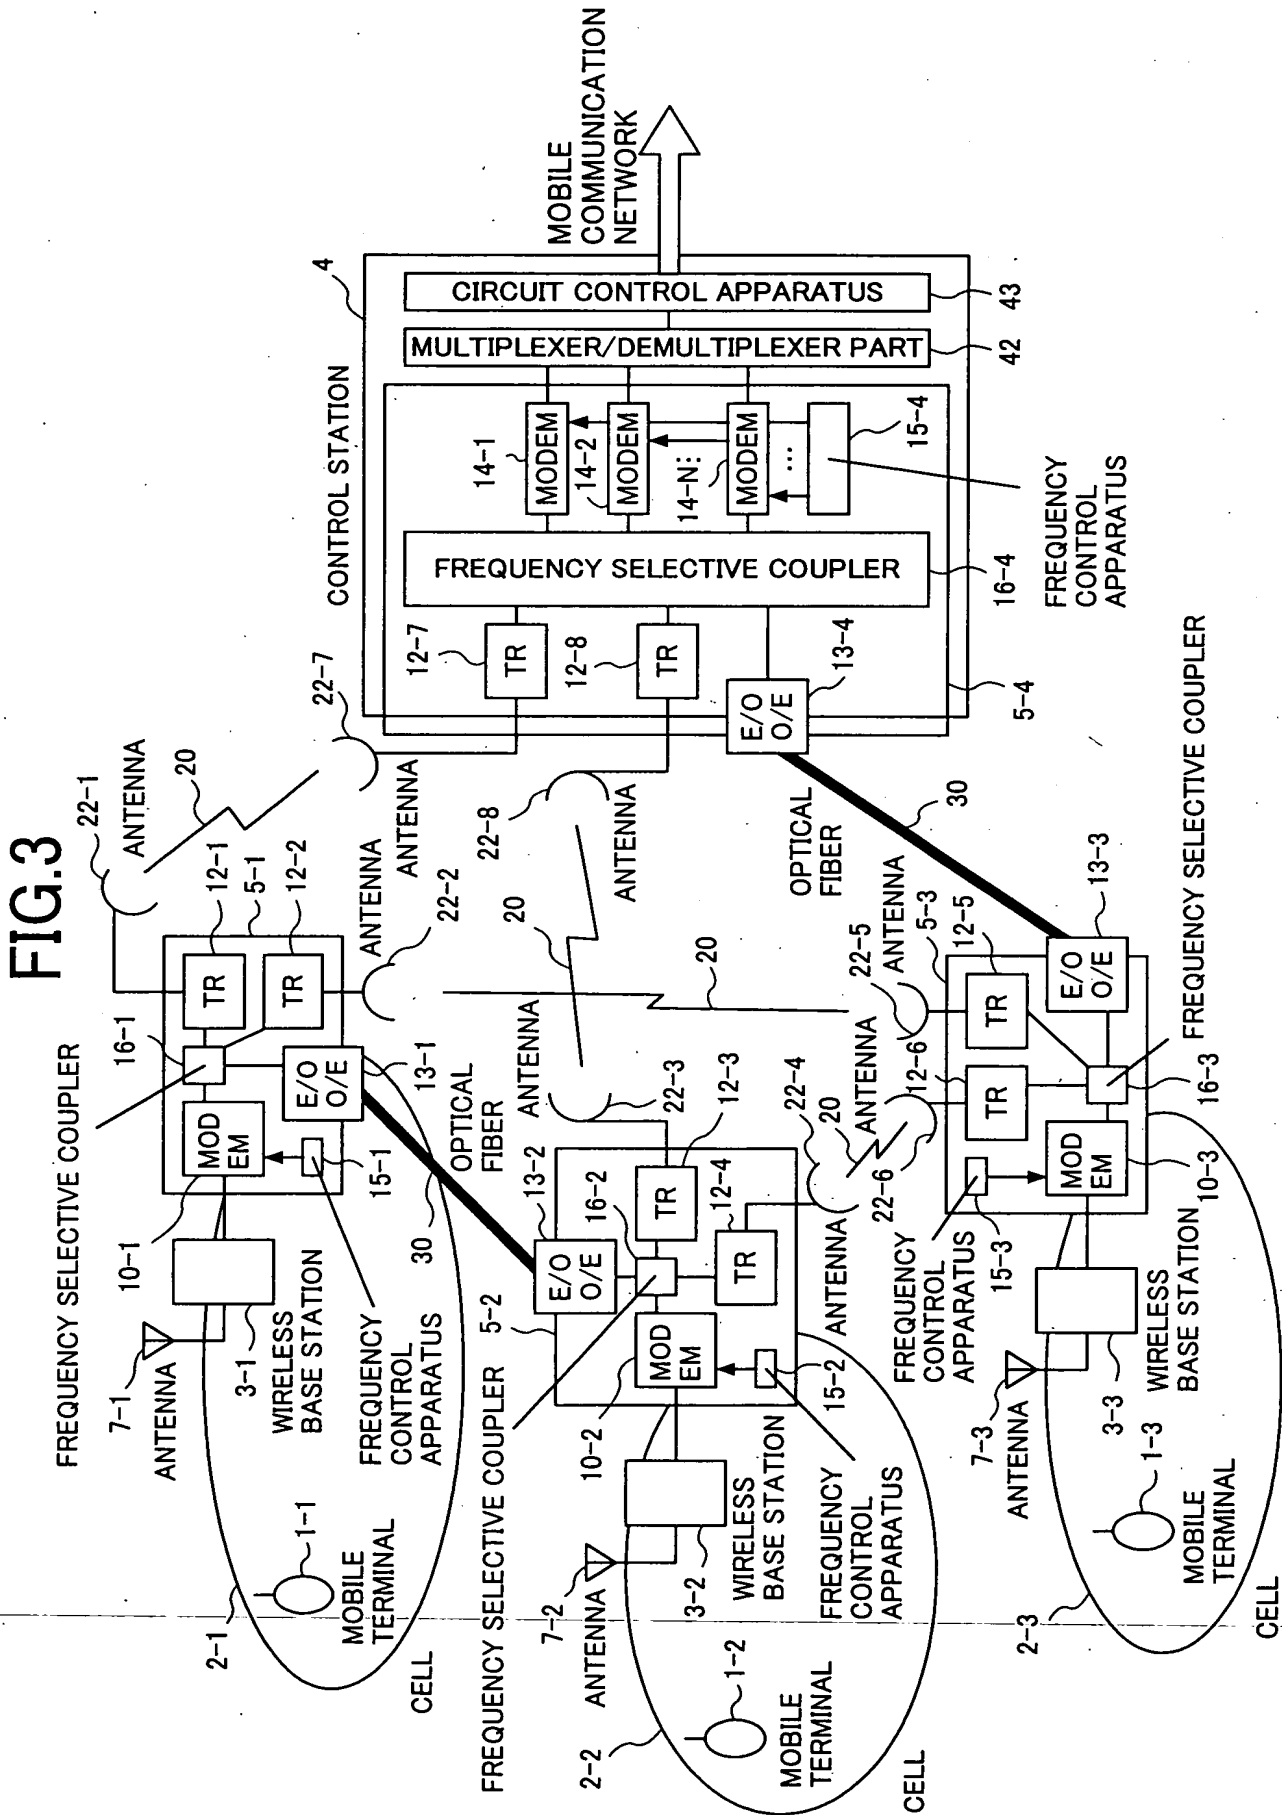 FIG.3
FREQUENCY SELECTIVE COUPLER
7-1
ANTENNA
10-1
16-1
22-1
ANTENNA
20
12-1
5-1
12-2
TR
TR
MOD
EM
E/O
O/E
13-1
15-1
3-1
WIRELESS
BASE STATION
FREQUENCY
CONTROL
APPARATUS
2-1
1-1
MOBILE
TERMINAL
CELL
30
OPTICAL
FIBER
ANTENNA
22-2
22-7
ANTENNA
FREQUENCY SELECTIVE COUPLER
5-2
13-2
E/O
O/E
16-2
10-2
MOD
EM
TR
TR
12-3
12-4
15-2
ANTENNA
22-3
ANTENNA
22-4
20
7-2
ANTENNA
3-2
WIRELESS
BASE STATION
FREQUENCY
CONTROL
APPARATUS
2-2
1-2
MOBILE
TERMINAL
CELL
20
22-8
ANTENNA
20
OPTICAL
FIBER
30
22-5
ANTENNA
5-3
12-5
ANTENNA
22-6
12-6
TR
TR
E/O
O/E
13-3
FREQUENCY SELECTIVE COUPLER
16-3
MOD
EM
10-3
FREQUENCY
CONTROL
APPARATUS
15-3
7-3
ANTENNA
3-3
WIRELESS
BASE STATION
2-3
1-3
MOBILE
TERMINAL
CELL
CONTROL STATION
4
12-7
TR
12-8
TR
E/O
O/E
13-4
5-4
FREQUENCY SELECTIVE COUPLER
16-4
14-1
MODEM
14-2
MODEM
14-N
MODEM
15-4
FREQUENCY
CONTROL
APPARATUS
MULTIPLEXER/DEMULTIPLEXER PART
42
CIRCUIT CONTROL APPARATUS
43
MOBILE
COMMUNICATION
NETWORK